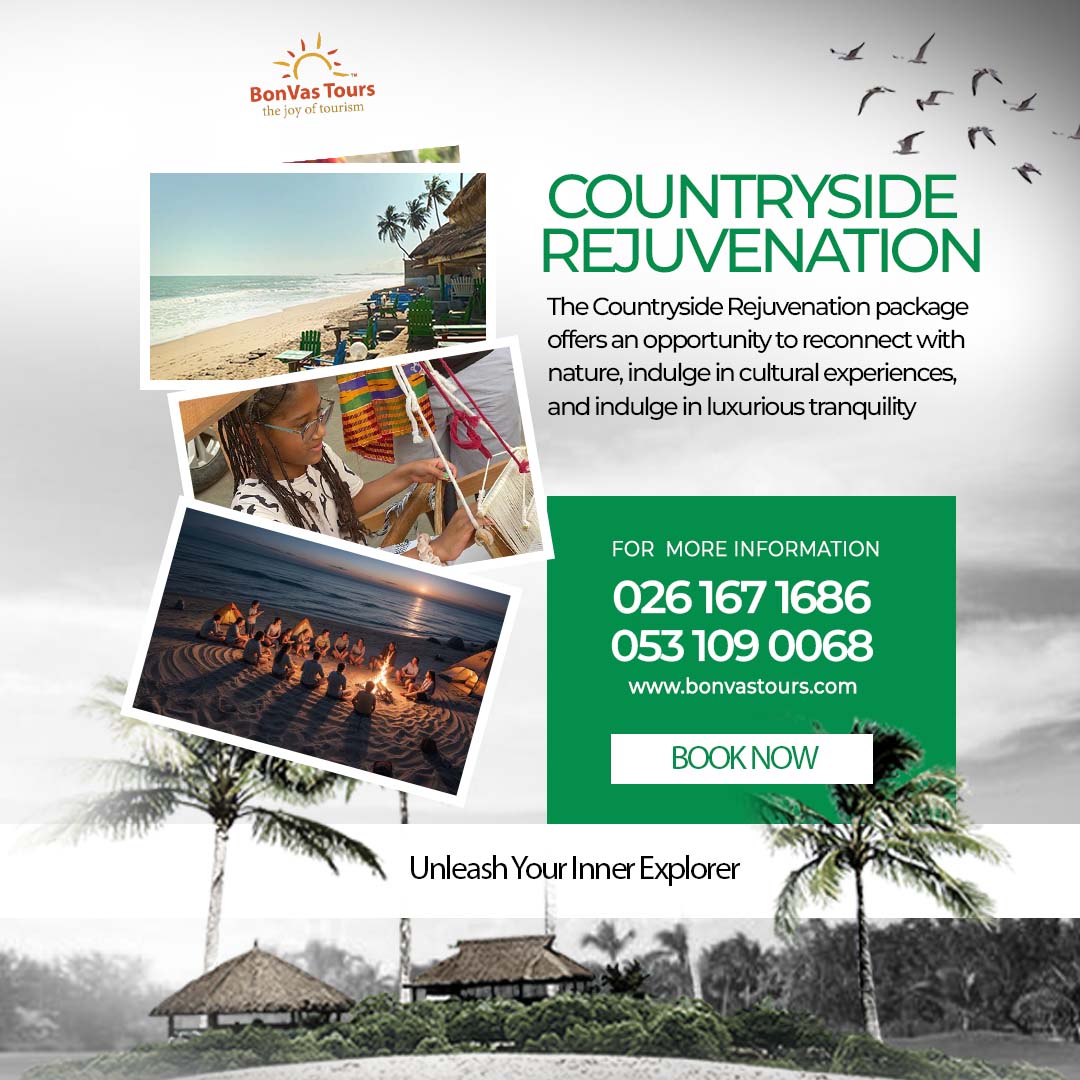 BonVas Tours™
the joy of tourism
COUNTRYSIDE
REJUVENATION
The Countryside Rejuvenation package
offers an opportunity to reconnect with
nature, indulge in cultural experiences,
and indulge in luxurious tranquility
FOR MORE INFORMATION
026 167 1686
053 109 0068
www.bonvastours.com
BOOK NOW
Unleash Your Inner Explorer